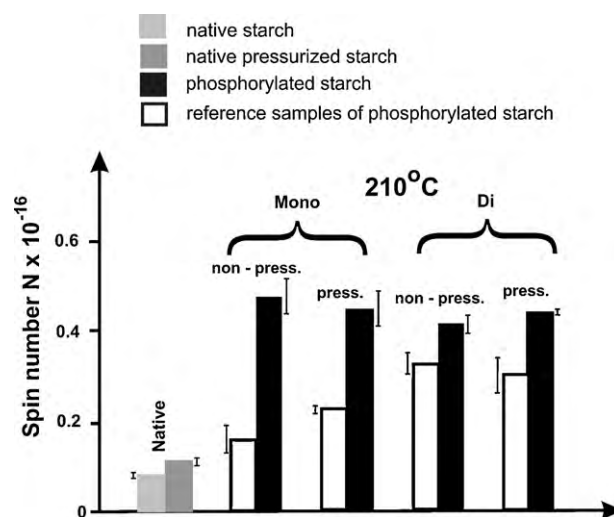 native starch
native pressurized starch
phosphorylated starch
reference samples of phosphorylated starch
210°C
Mono
Di
non - press.
press.
non - press.
press.
Spin number N x 10⁻¹⁶
0.6
0.4
0.2
0
Native